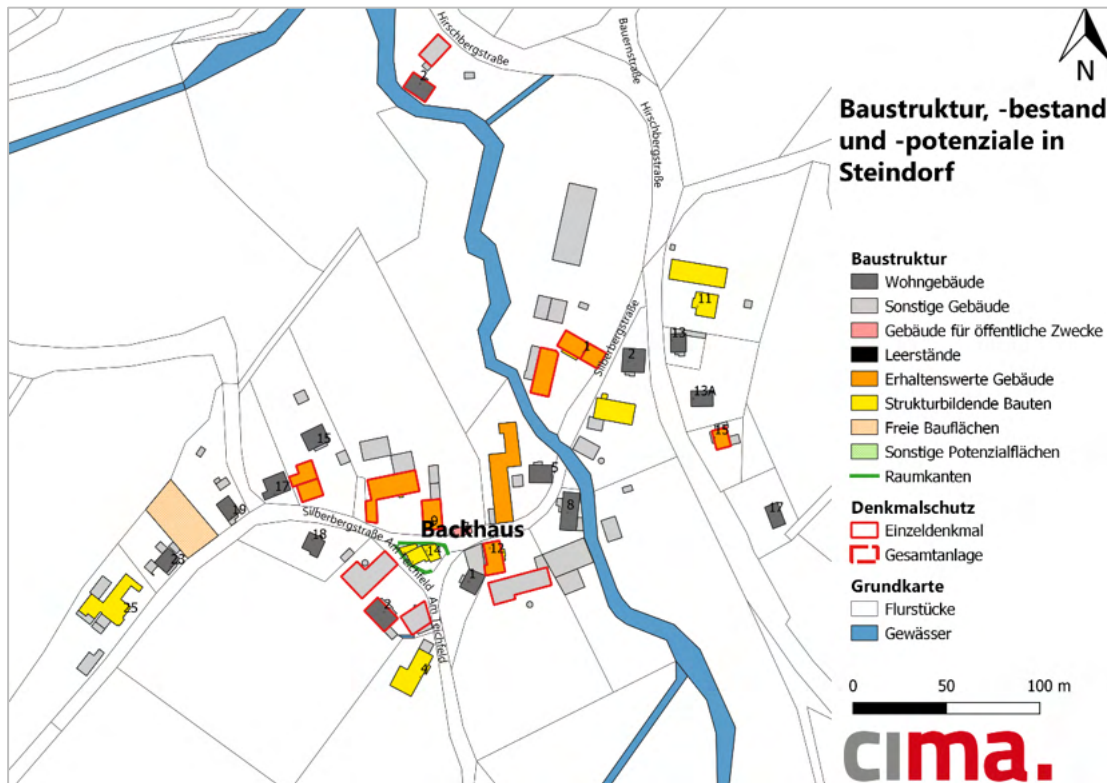 Hirschbergstraße
Bauernstraße
Hirschbergstraße
2
Baustruktur, -bestand
und -potenziale in
Steindorf
N
11
1
Silberbergstraße
2
13
13A
15
15
5
17
19
Silberbergstraße
9
8
17
Backhaus
18
Am Teichfeld
14
12
23
1
25
2
Am Teichfeld
4
Baustruktur
Wohngebäude
Sonstige Gebäude
Gebäude für öffentliche Zwecke
Leerstände
Erhaltenswerte Gebäude
Strukturbildende Bauten
Freie Bauflächen
Sonstige Potenzialflächen
Raumkanten
Denkmalschutz
Einzeldenkmal
Gesamtanlage
Grundkarte
Flurstücke
Gewässer
0 50 100 m
cima.